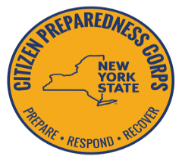 CITIZEN PREPAREDNESS CORPS
NEW
YORK
STATE
PREPARE • RESPOND • RECOVER